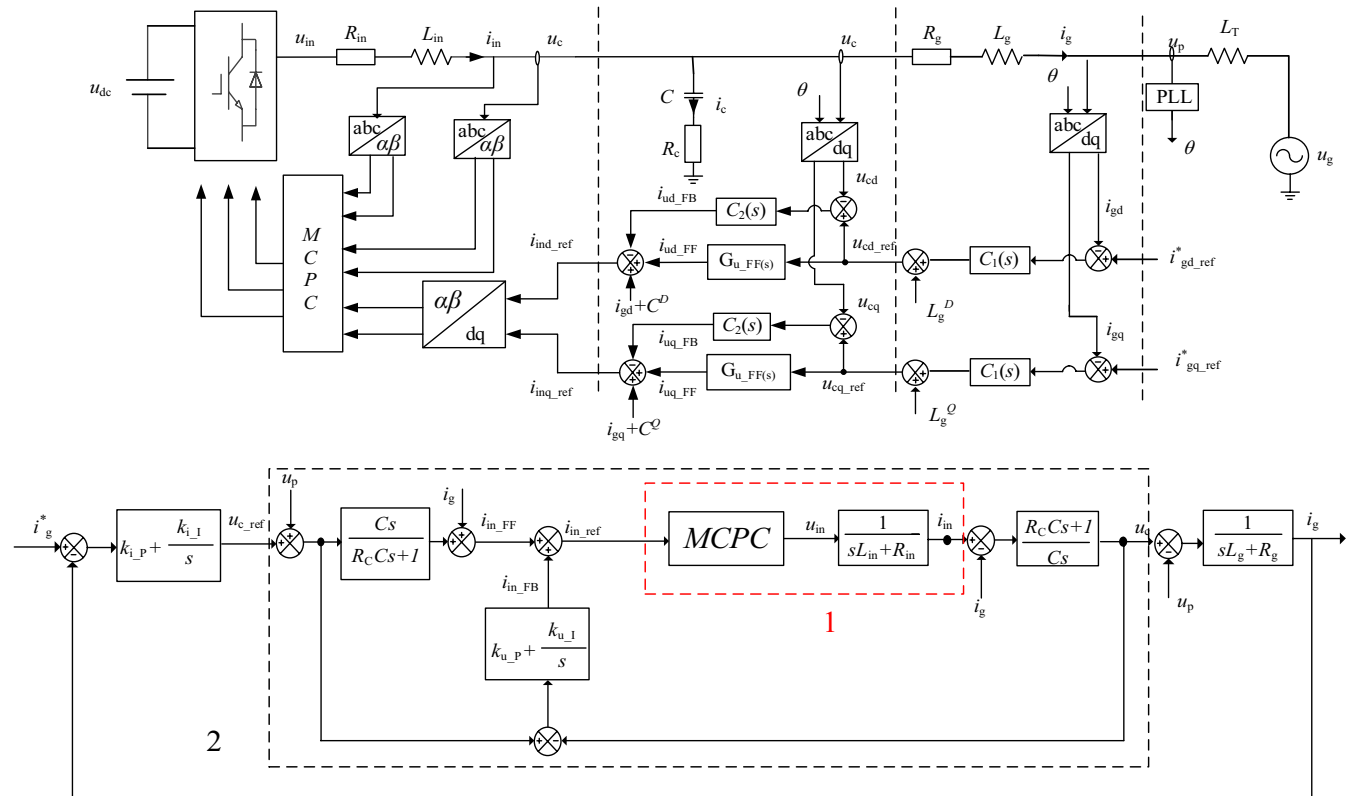 u_in R_in L_in i_in u_c u_c R_g L_g i_g u_p L_T
u_dc C i_c θ θ PLL
abc αβ abc αβ R_c abc dq abc dq θ u_g
u_cd
i_ud_FB C_2(s) i_gd
M C P C
i_ind_ref i_ud_FF G_u_FF(s) u_cd_ref C_1(s) i*_gd_ref
αβ dq i_gd+C^D L_g^D
u_cq
C_2(s) i_gq
i_uq_FB
i_inq_ref i_uq_FF G_u_FF(s) u_cq_ref C_1(s) i*_gq_ref
i_gq+C^Q L_g^Q
u_p i_g
i*_g k_i_P + k_i_I / s u_c_ref Cs / R_CCs+1 i_in_FF i_in_ref MCPC u_in 1 / sL_in+R_in i_in R_CCs+1 / Cs u_c 1 / sL_g+R_g i_g
i_in_FB i_g u_p
1
k_u_P + k_u_I / s
2